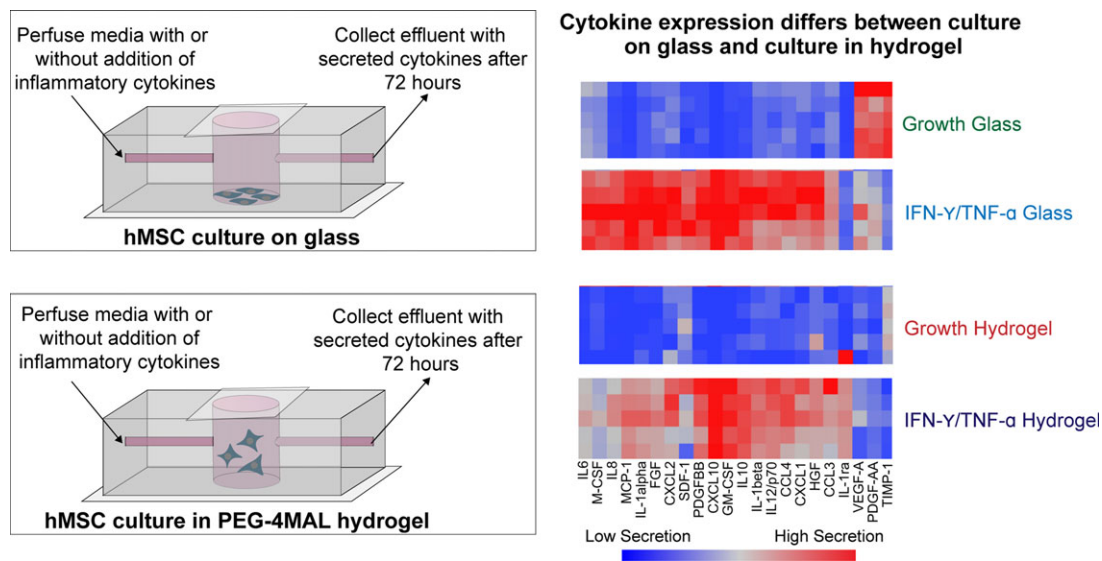 Perfuse media with or
without addition of
inflammatory cytokines
Collect effluent with
secreted cytokines after
72 hours
hMSC culture on glass
Perfuse media with or
without addition of
inflammatory cytokines
Collect effluent with
secreted cytokines after
72 hours
hMSC culture in PEG-4MAL hydrogel
Cytokine expression differs between culture
on glass and culture in hydrogel
Growth Glass
IFN-γ/TNF-α Glass
Growth Hydrogel
IFN-γ/TNF-α Hydrogel
IL6
M-CSF
IL8
MCP-1
IL-1alpha
FGF
CXCL2
SDF-1
PDGFBB
CXCL10
GM-CSF
IL10
IL-1beta
IL12/p70
CCL4
CXCL1
HGF
CCL3
IL-1ra
VEGF-A
PDGF-AA
TIMP-1
Low Secretion
High Secretion